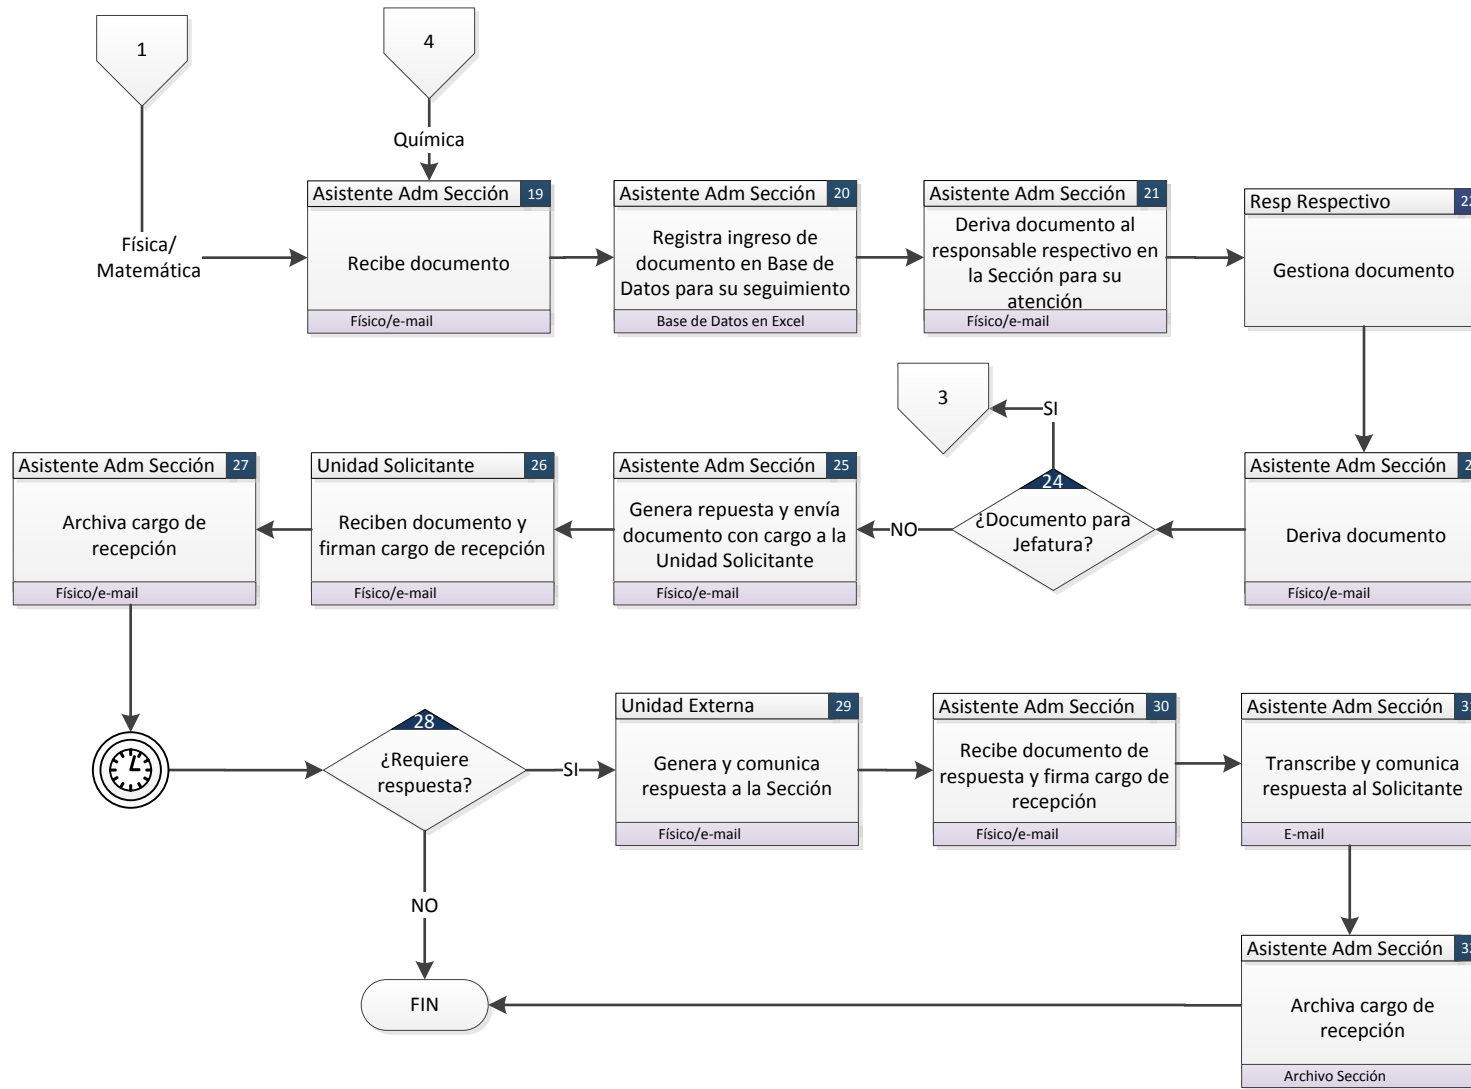 1
4
Química
Física/
Matemática
Asistente Adm Sección 19
Recibe documento
Físico/e-mail
Asistente Adm Sección 20
Registra ingreso de
documento en Base de
Datos para su seguimiento
Base de Datos en Excel
Asistente Adm Sección 21
Deriva documento al
responsable respectivo en
la Sección para su
atención
Físico/e-mail
Resp Respectivo
Gestiona documento
3
SI
Asistente Adm Sección 27
Archiva cargo de
recepción
Físico/e-mail
Unidad Solicitante 26
Reciben documento y
firman cargo de recepción
Físico/e-mail
Asistente Adm Sección 25
Genera repuesta y envía
documento con cargo a la
Unidad Solicitante
Físico/e-mail
NO
24
¿Documento para
Jefatura?
Asistente Adm Sección
Deriva documento
Físico/e-mail
28
¿Requiere
respuesta?
SI
NO
Unidad Externa 29
Genera y comunica
respuesta a la Sección
Físico/e-mail
Asistente Adm Sección 30
Recibe documento de
respuesta y firma cargo de
recepción
Físico/e-mail
Asistente Adm Sección
Transcribe y comunica
respuesta al Solicitante
E-mail
Asistente Adm Sección
Archiva cargo de
recepción
Archivo Sección
FIN